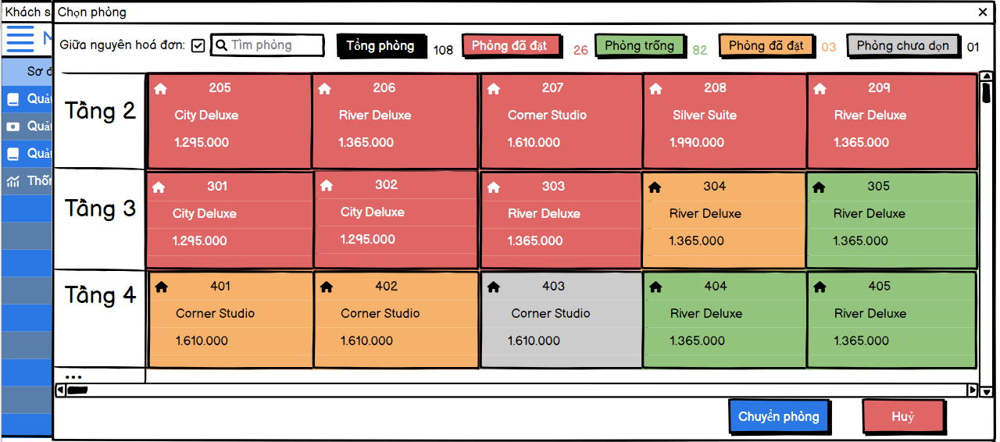 Khách s
Chọn phòng
Giữa nguyên hoá đơn:
Tìm phòng
Tổng phòng 108
Phòng đã đặt 26
Phòng trống 82
Phòng đã đặt 03
Phòng chưa dọn 01
Sơ đ
Quản
Quả
Quản
Thốn
Tầng 2
205
City Deluxe
1.295.000
206
River Deluxe
1.365.000
207
Corner Studio
1.610.000
208
Silver Suite
1.990.000
209
River Deluxe
1.365.000
Tầng 3
301
City Deluxe
1.295.000
302
City Deluxe
1.295.000
303
River Deluxe
1.365.000
304
River Deluxe
1.365.000
305
River Deluxe
1.365.000
Tầng 4
401
Corner Studio
1.610.000
402
Corner Studio
1.610.000
403
Corner Studio
1.610.000
404
River Deluxe
1.365.000
405
River Deluxe
1.365.000
...
Chuyển phòng
Huỷ